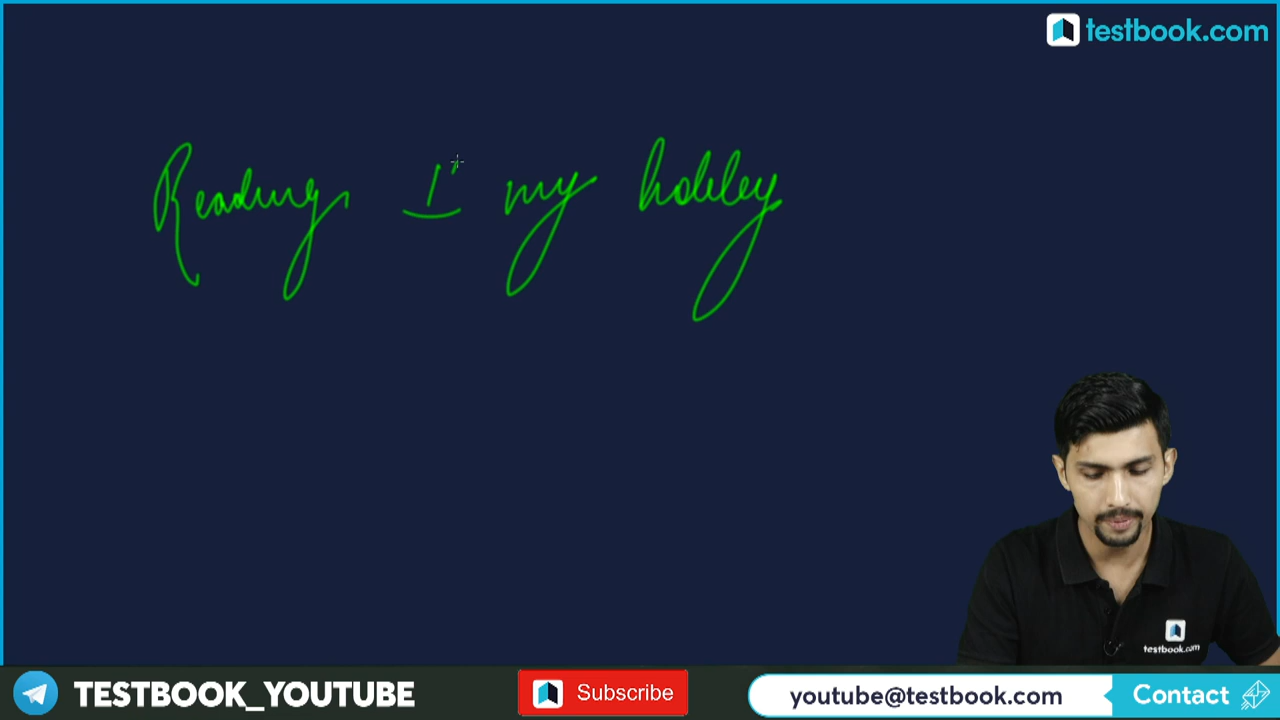 testbook.com
Reading is my hobby
testbook.com
TESTBOOK_YOUTUBE
Subscribe
youtube@testbook.com
Contact